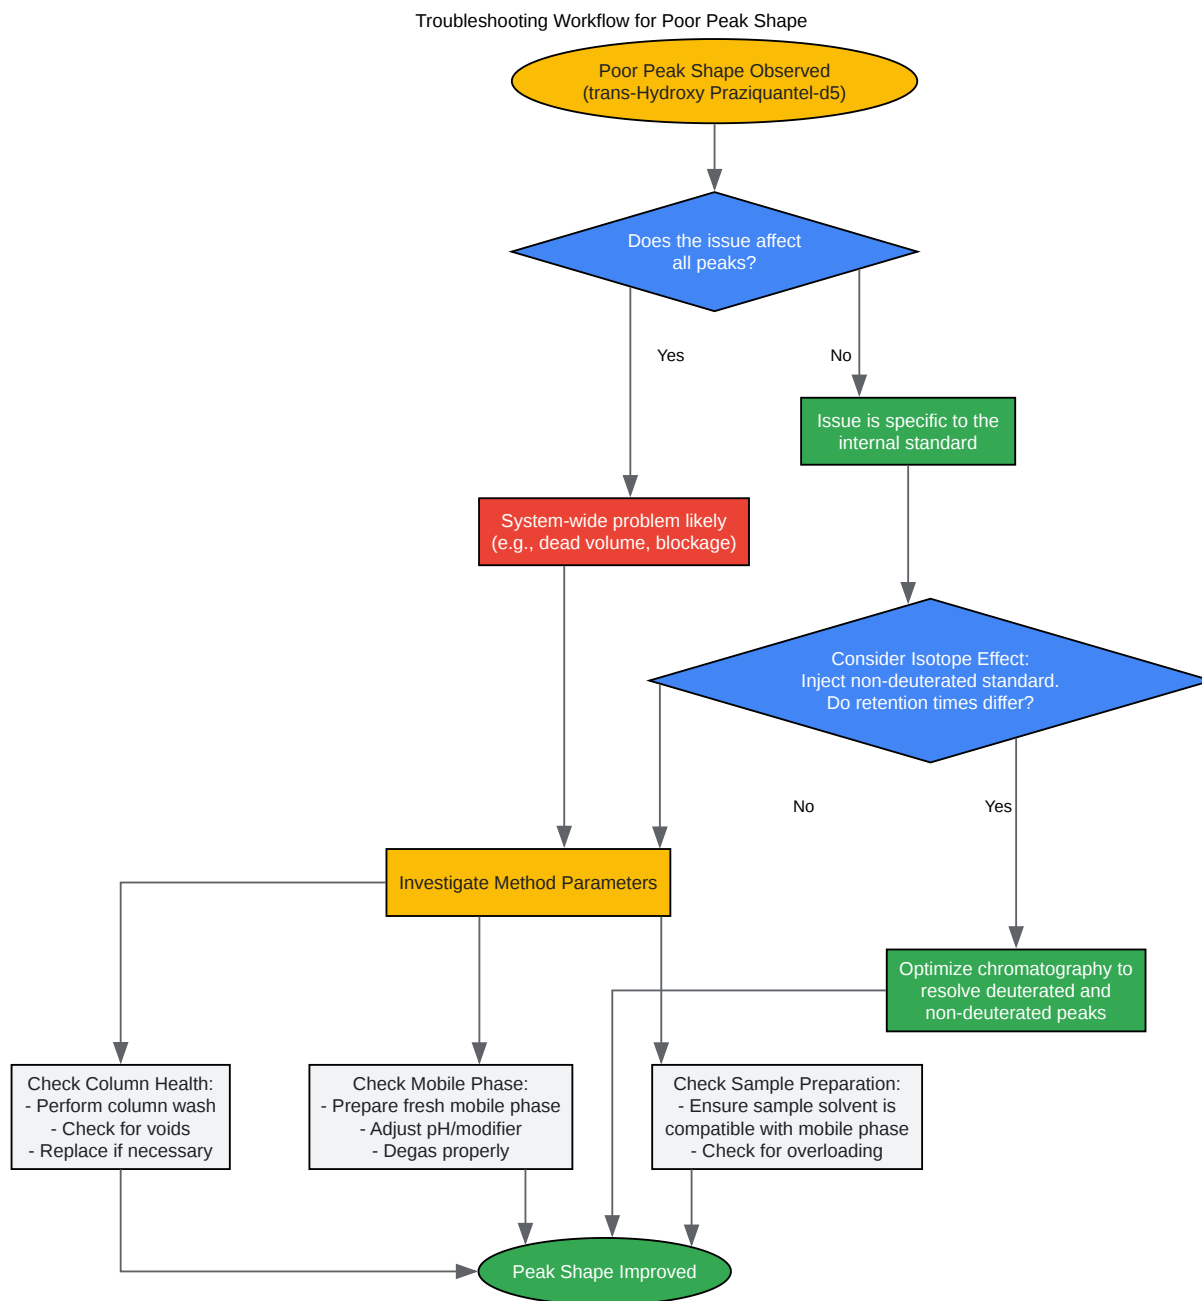 Troubleshooting Workflow for Poor Peak Shape
Poor Peak Shape Observed
(trans-Hydroxy Praziquantel-d5)
Does the issue affect
all peaks?
Yes
No
Issue is specific to the
internal standard
System-wide problem likely
(e.g., dead volume, blockage)
Consider Isotope Effect:
Inject non-deuterated standard.
Do retention times differ?
No
Yes
Investigate Method Parameters
Optimize chromatography to
resolve deuterated and
non-deuterated peaks
Check Column Health:
- Perform column wash
- Check for voids
- Replace if necessary
Check Mobile Phase:
- Prepare fresh mobile phase
- Adjust pH/modifier
- Degas properly
Check Sample Preparation:
- Ensure sample solvent is
compatible with mobile phase
- Check for overloading
Peak Shape Improved